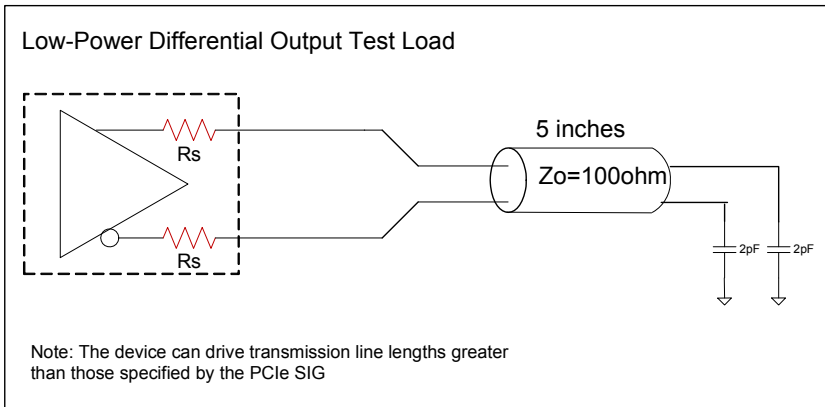 Low-Power Differential Output Test Load
5 inches
Rs
Zo=100ohm
Rs
2pF
2pF
Note: The device can drive transmission line lengths greater
than those specified by the PCIe SIG